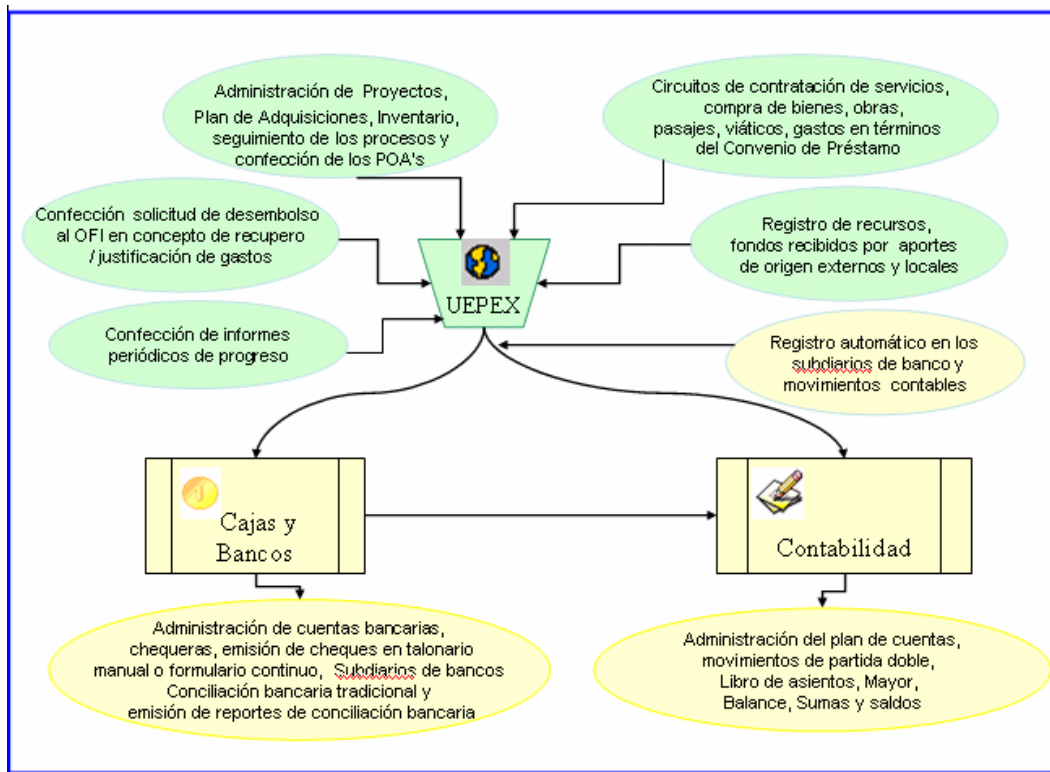 Administración de Proyectos,
Plan de Adquisiciones, Inventario,
seguimiento de los procesos y
confección de los POA's
Circuitos de contratación de servicios,
compra de bienes, obras,
pasajes, viáticos, gastos en términos
del Convenio de Préstamo
Confección solicitud de desembolso
al OFI en concepto de recupero
/ justificación de gastos
Registro de recursos,
fondos recibidos por aportes
de origen externos y locales
UEPEX
Confección de informes
periódicos de progreso
Registro automático en los
subdiarios de banco y
movimientos contables
Cajas y
Bancos
Contabilidad
Administración de cuentas bancarias,
chequeras, emisión de cheques en talonario
manual o formulario continuo, Subdiarios de bancos
Conciliación bancaria tradicional y
emisión de reportes de conciliación bancaria
Administración del plan de cuentas,
movimientos de partida doble,
Libro de asientos, Mayor,
Balance, Sumas y saldos